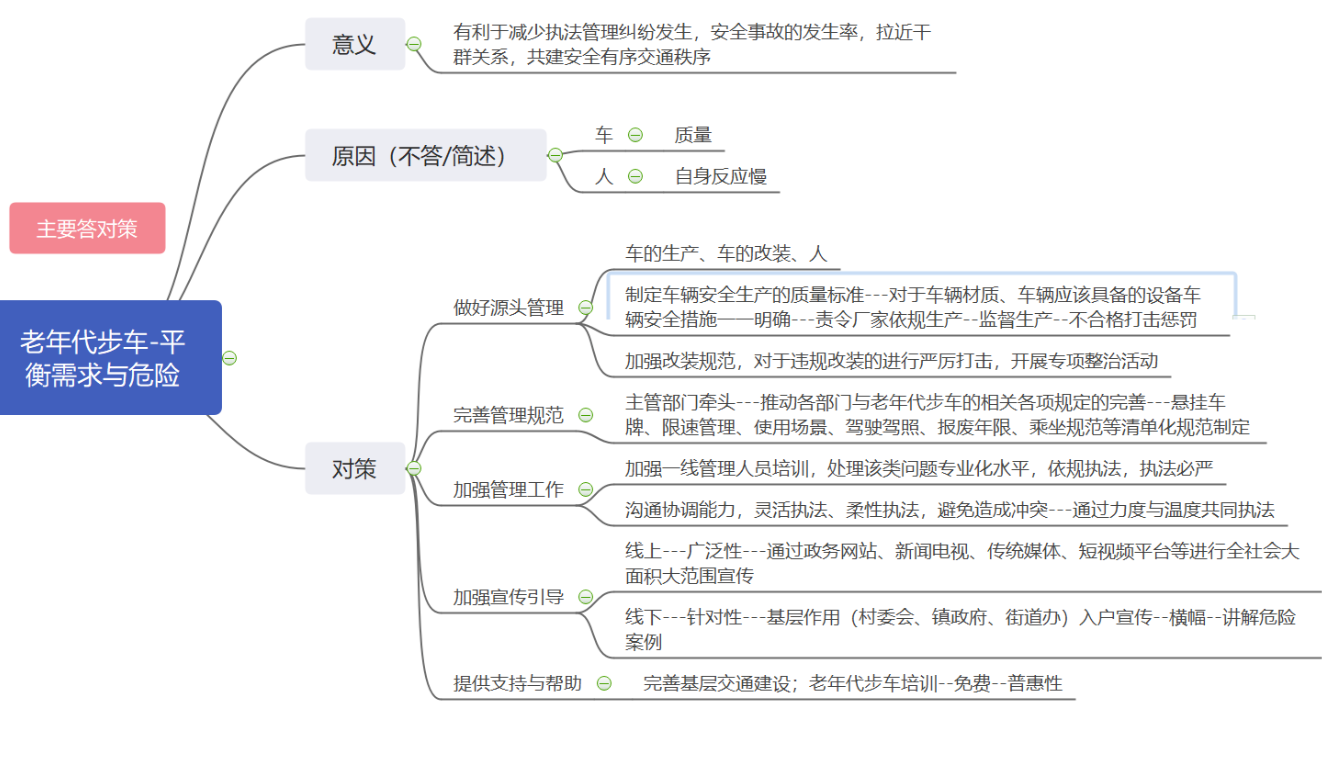 主要答对策
老年代步车-平
衡需求与危险
意义
有利于减少执法管理纠纷发生，安全事故的发生率，拉近干
群关系，共建安全有序交通秩序
原因（不答/简述）
车
质量
人
自身反应慢
对策
做好源头管理
车的生产、车的改装、人
制定车辆安全生产的质量标准---对于车辆材质、车辆应该具备的设备车
辆安全措施——明确---责令厂家依规生产--监督生产--不合格打击惩罚
加强改装规范，对于违规改装的进行严厉打击，开展专项整治活动
完善管理规范
主管部门牵头---推动各部门与老年代步车的相关各项规定的完善---悬挂车
牌、限速管理、使用场景、驾驶驾照、报废年限、乘坐规范等清单化规范制定
加强管理工作
加强一线管理人员培训，处理该类问题专业化水平，依规执法，执法必严
沟通协调能力，灵活执法、柔性执法，避免造成冲突---通过力度与温度共同执法
加强宣传引导
线上---广泛性---通过政务网站、新闻电视、传统媒体、短视频平台等进行全社会大
面积大范围宣传
线下---针对性---基层作用（村委会、镇政府、街道办）入户宣传--横幅--讲解危险
案例
提供支持与帮助
完善基层交通建设；老年代步车培训--免费--普惠性